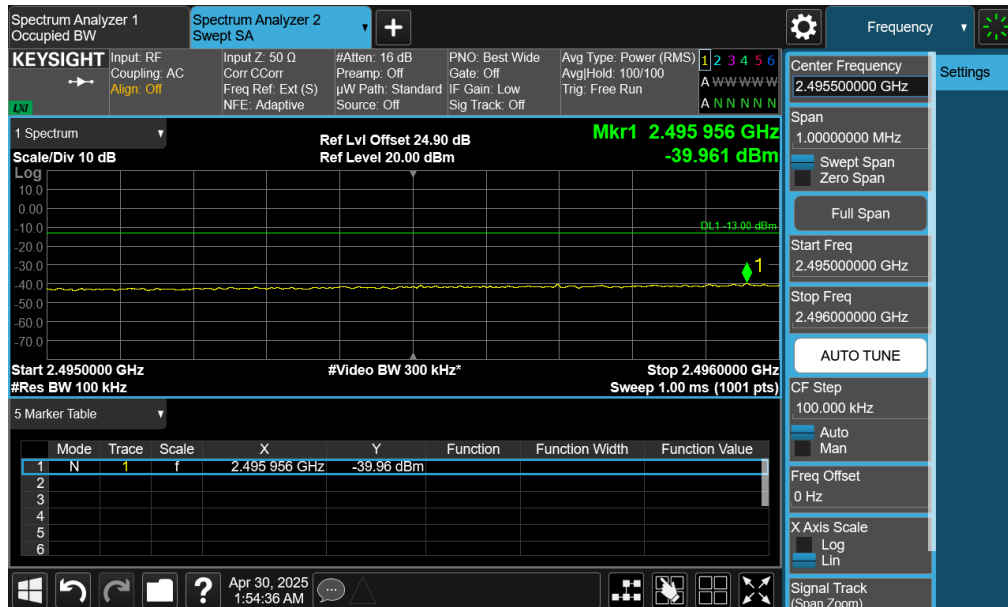 Spectrum Analyzer 1
Occupied BW
Spectrum Analyzer 2
Swept SA
Frequency
KEYSIGHT
LXI
Input: RF
Coupling: AC
Align: Off
Input Z: 50 Ω
Corr CCorr
Freq Ref: Ext (S)
NFE: Adaptive
#Atten: 16 dB
Preamp: Off
µW Path: Standard
Source: Off
PNO: Best Wide
Gate: Off
IF Gain: Low
Sig Track: Off
Avg Type: Power (RMS)
Avg|Hold: 100/100
Trig: Free Run
1 2 3 4 5 6
A W W W W W
A N N N N N
1 Spectrum
Scale/Div 10 dB
Ref Lvl Offset 24.90 dB
Ref Level 20.00 dBm
Mkr1 2.495 956 GHz
-39.961 dBm
Log
10.0
0.00
-10.0
-20.0
-30.0
-40.0
-50.0
-60.0
-70.0
DL1 -13.00 dBm
1
Start 2.4950000 GHz
#Res BW 100 kHz
#Video BW 300 kHz*
Stop 2.4960000 GHz
Sweep 1.00 ms (1001 pts)
5 Marker Table
Mode Trace Scale X Y Function Function Width Function Value
1 N 1 f 2.495 956 GHz -39.96 dBm
2
3
4
5
6
Apr 30, 2025
1:54:36 AM
Center Frequency
2.495500000 GHz
Settings
Span
1.00000000 MHz
Swept Span
Zero Span
Full Span
Start Freq
2.495000000 GHz
Stop Freq
2.496000000 GHz
AUTO TUNE
CF Step
100.000 kHz
Auto
Man
Freq Offset
0 Hz
X Axis Scale
Log
Lin
Signal Track
(Span Zoom)